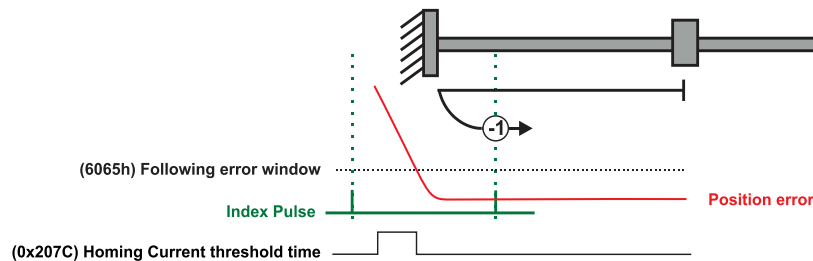 -1
(6065h) Following error window
Position error
Index Pulse
(0x207C) Homing Current threshold time